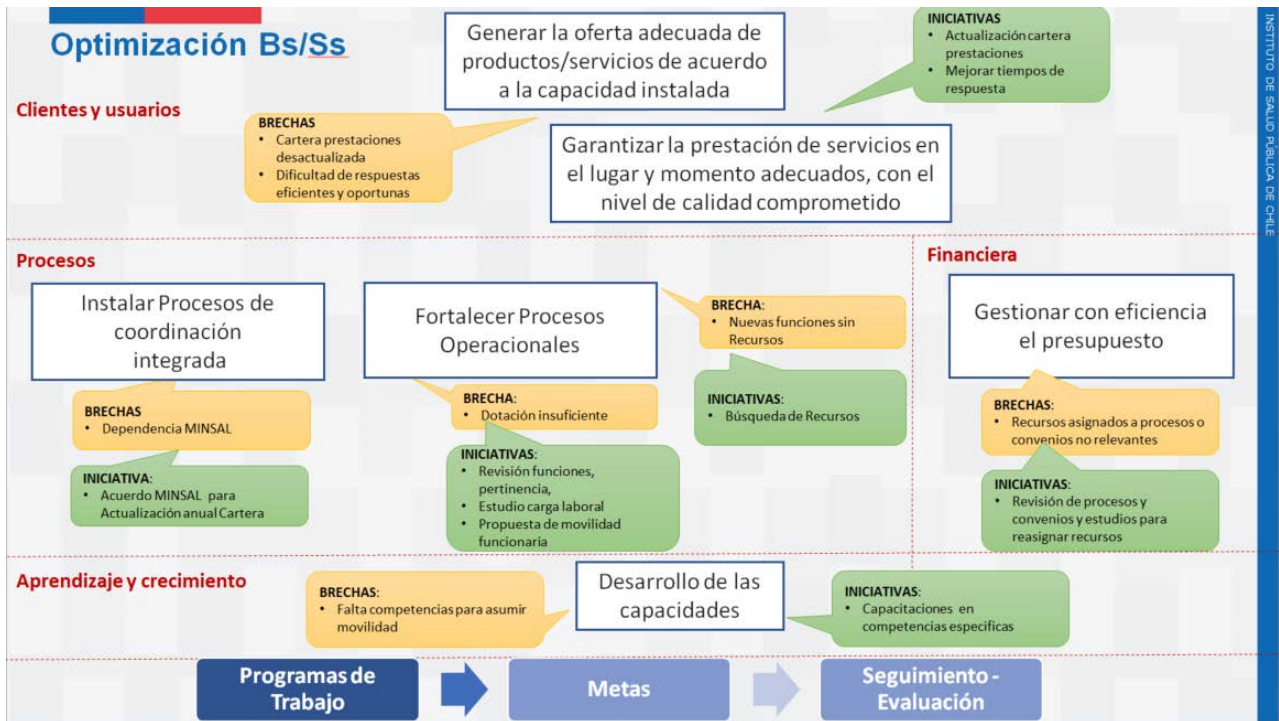 Optimización Bs/Ss
Generar la oferta adecuada de
productos/servicios de acuerdo
a la capacidad instalada
INICIATIVAS
• Actualización cartera
prestaciones
• Mejorar tiempos de
respuesta
Clientes y usuarios
BRECHAS
• Cartera prestaciones
desactualizada
• Dificultad de respuestas
eficientes y oportunas
Garantizar la prestación de servicios en
el lugar y momento adecuados, con el
nivel de calidad comprometido
INSTITUTO DE SALUD PÚBLICA DE CHILE
Procesos
Instalar Procesos de
coordinación
integrada
BRECHAS
• Dependencia MINSAL
INICIATIVA:
• Acuerdo MINSAL para
Actualización anual Cartera
Fortalecer Procesos
Operacionales
BRECHA:
• Dotación insuficiente
INICIATIVAS:
• Revisión funciones,
pertinencia,
• Estudio carga laboral
• Propuesta de movilidad
funcionaria
BRECHA:
• Nuevas funciones sin
Recursos
INICIATIVAS:
• Búsqueda de Recursos
Financiera
Gestionar con eficiencia
el presupuesto
BRECHAS:
• Recursos asignados a procesos o
convenios no relevantes
INICIATIVAS:
• Revisión de procesos y
convenios y estudios para
reasignar recursos
Aprendizaje y crecimiento
BRECHAS:
• Falta competencias para asumir
movilidad
Desarrollo de las
capacidades
INICIATIVAS:
• Capacitaciones en
competencias especificas
Programas de
Trabajo
Metas
Seguimiento -
Evaluación